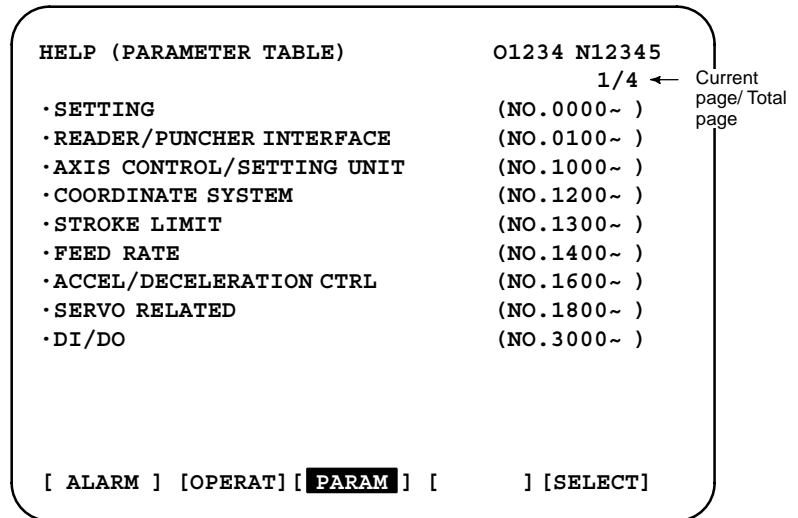 HELP (PARAMETER TABLE) O1234 N12345
1/4 ← Current page/ Total page
·SETTING (NO.0000~ )
·READER/PUNCHER INTERFACE (NO.0100~ )
·AXIS CONTROL/SETTING UNIT (NO.1000~ )
·COORDINATE SYSTEM (NO.1200~ )
·STROKE LIMIT (NO.1300~ )
·FEED RATE (NO.1400~ )
·ACCEL/DECELERATION CTRL (NO.1600~ )
·SERVO RELATED (NO.1800~ )
·DI/DO (NO.3000~ )
[ ALARM ] [OPERAT] [ PARAM ] [ ] [SELECT]